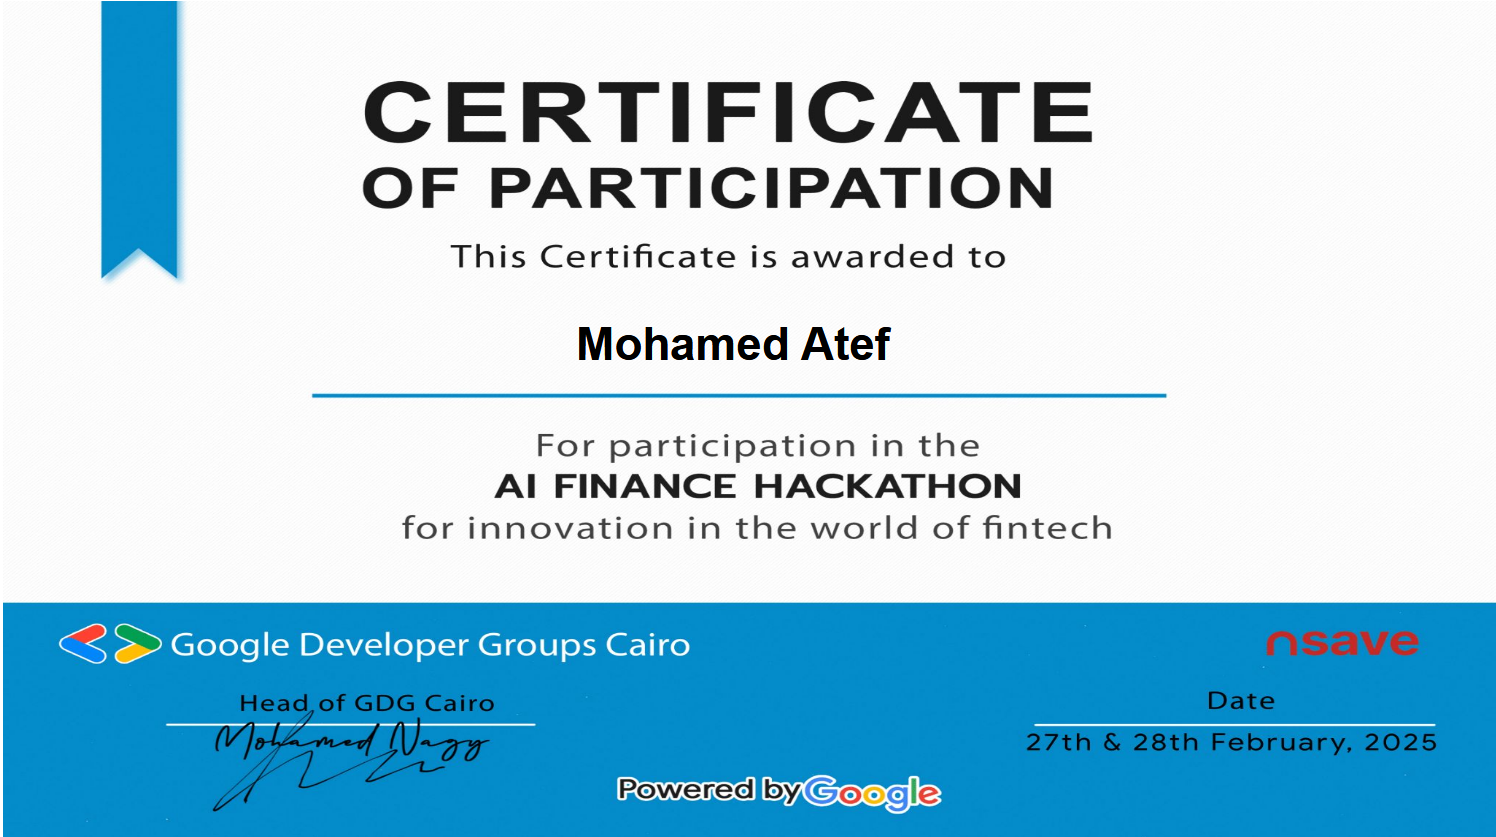 CERTIFICATE
OF PARTICIPATION
This Certificate is awarded to
Mohamed Atef
For participation in the
AI FINANCE HACKATHON
for innovation in the world of fintech
Google Developer Groups Cairo
nsave
Head of GDG Cairo
Mohamed Nagy
Date
27th & 28th February, 2025
Powered by Google